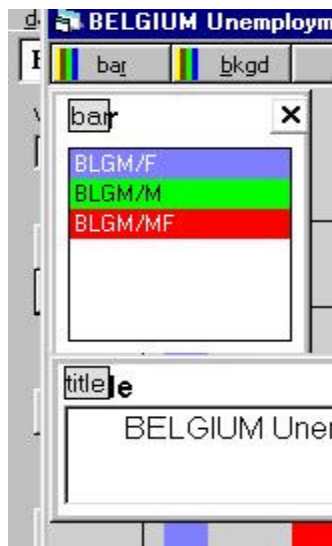 BELGIUM Unemploym
bar
bkgd
bar
BLGM/F
BLGM/M
BLGM/MF
title
BELGIUM Uner